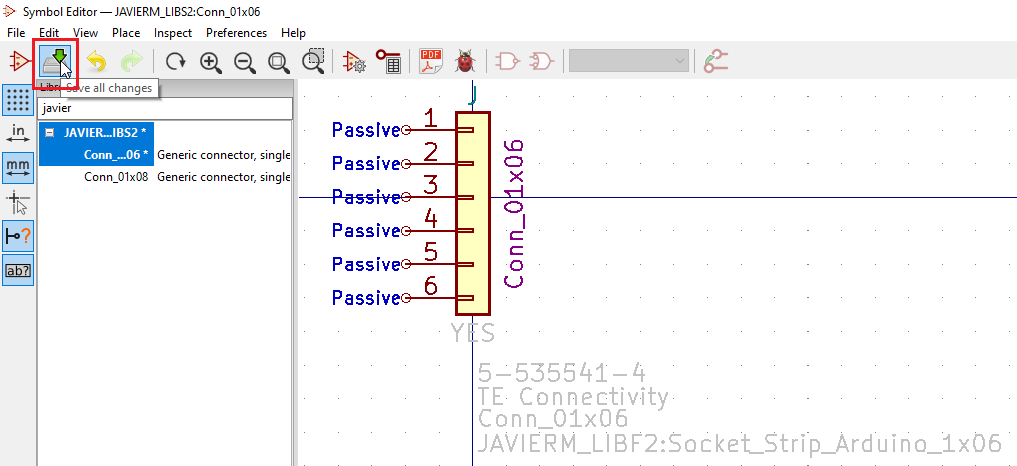 Symbol Editor — JAVIERM_LIBS2:Conn_01x06
File Edit View Place Inspect Preferences Help
PDF
Save all changes
javier
in
mm
ab?
JAVIER...IBS2 *
Conn_...06 * Generic connector, single
Conn_01x08 Generic connector, single
J
Passive 1
Passive 2
Passive 3
Passive 4
Passive 5
Passive 6
Conn_01x06
YES
5-535541-4
TE Connectivity
Conn_01x06
JAVIERM_LIBF2:Socket_Strip_Arduino_1x06